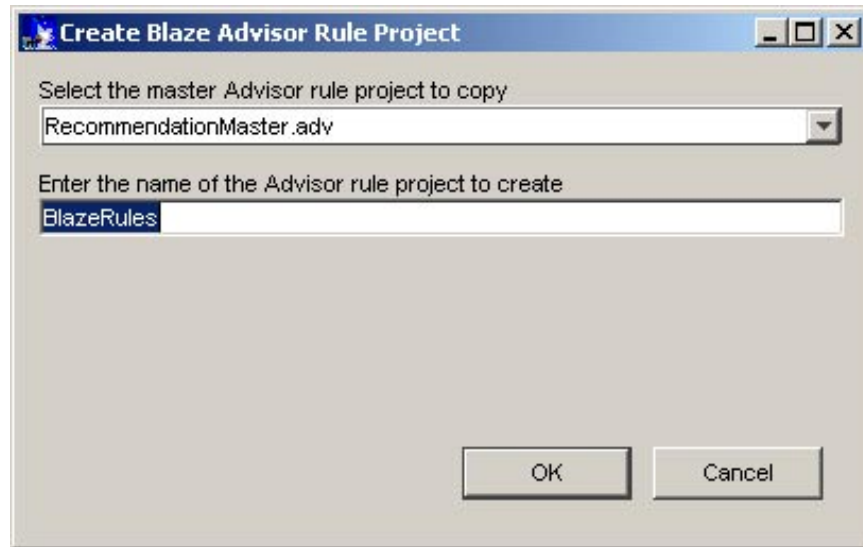 Create Blaze Advisor Rule Project
Select the master Advisor rule project to copy
RecommendationMaster.adv
Enter the name of the Advisor rule project to create
BlazeRules
OK Cancel